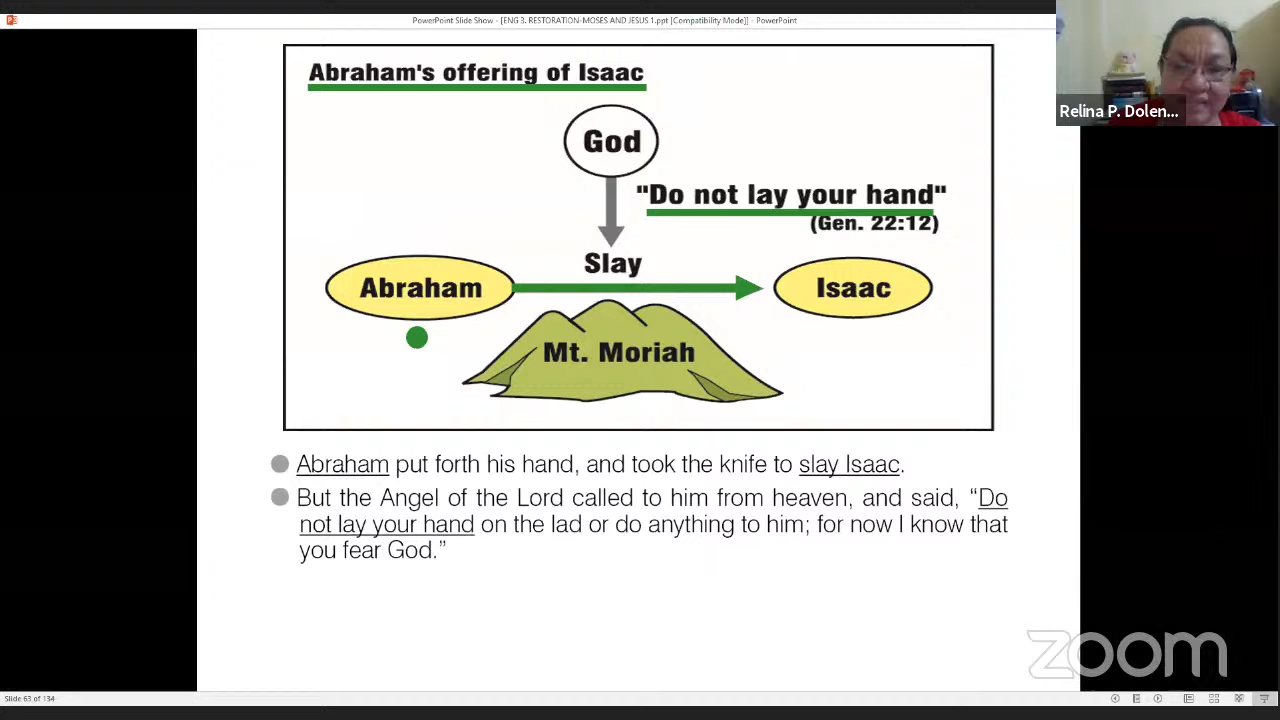 PowerPoint Slide Show - [ENG 3. RESTORATION-MOSES AND JESUS 1.ppt [Compatibility Mode]] - PowerPoint
Relina P. Dolen...
Abraham's offering of Isaac
God
"Do not lay your hand"
(Gen. 22:12)
Slay
Abraham
Isaac
Mt. Moriah
Abraham put forth his hand, and took the knife to slay Isaac.
But the Angel of the Lord called to him from heaven, and said, “Do
not lay your hand on the lad or do anything to him; for now I know that
you fear God.”
zoom
Slide 63 of 134